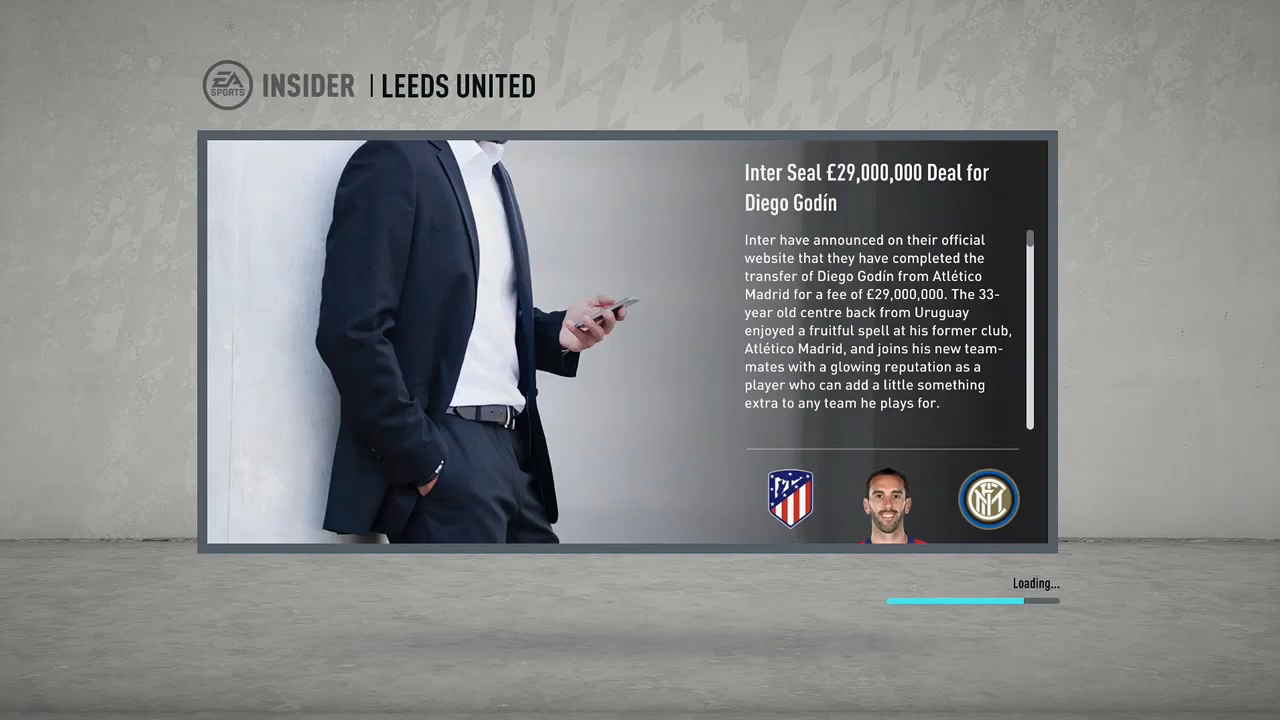 EA
SPORTS
INSIDER | LEEDS UNITED
Inter Seal £29,000,000 Deal for
Diego Godín
Inter have announced on their official
website that they have completed the
transfer of Diego Godín from Atlético
Madrid for a fee of £29,000,000. The 33-
year old centre back from Uruguay
enjoyed a fruitful spell at his former club,
Atlético Madrid, and joins his new team-
mates with a glowing reputation as a
player who can add a little something
extra to any team he plays for.
Loading...